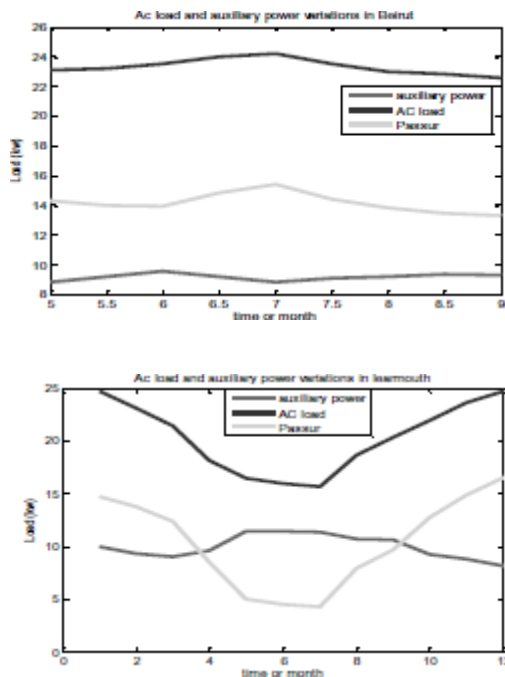 Ac load and auxiliary power variations in Beirut
26
24
22
20
18
16
14
12
10
8
Load (kw)
auxiliary power
AC load
Passur
5 5.5 6 6.5 7 7.5 8 8.5 9
time or month
Ac load and auxiliary power variations in learmouth
25
20
15
10
5
0
Load (kw)
auxiliary power
AC load
Passur
0 2 4 6 8 10 12
time or month